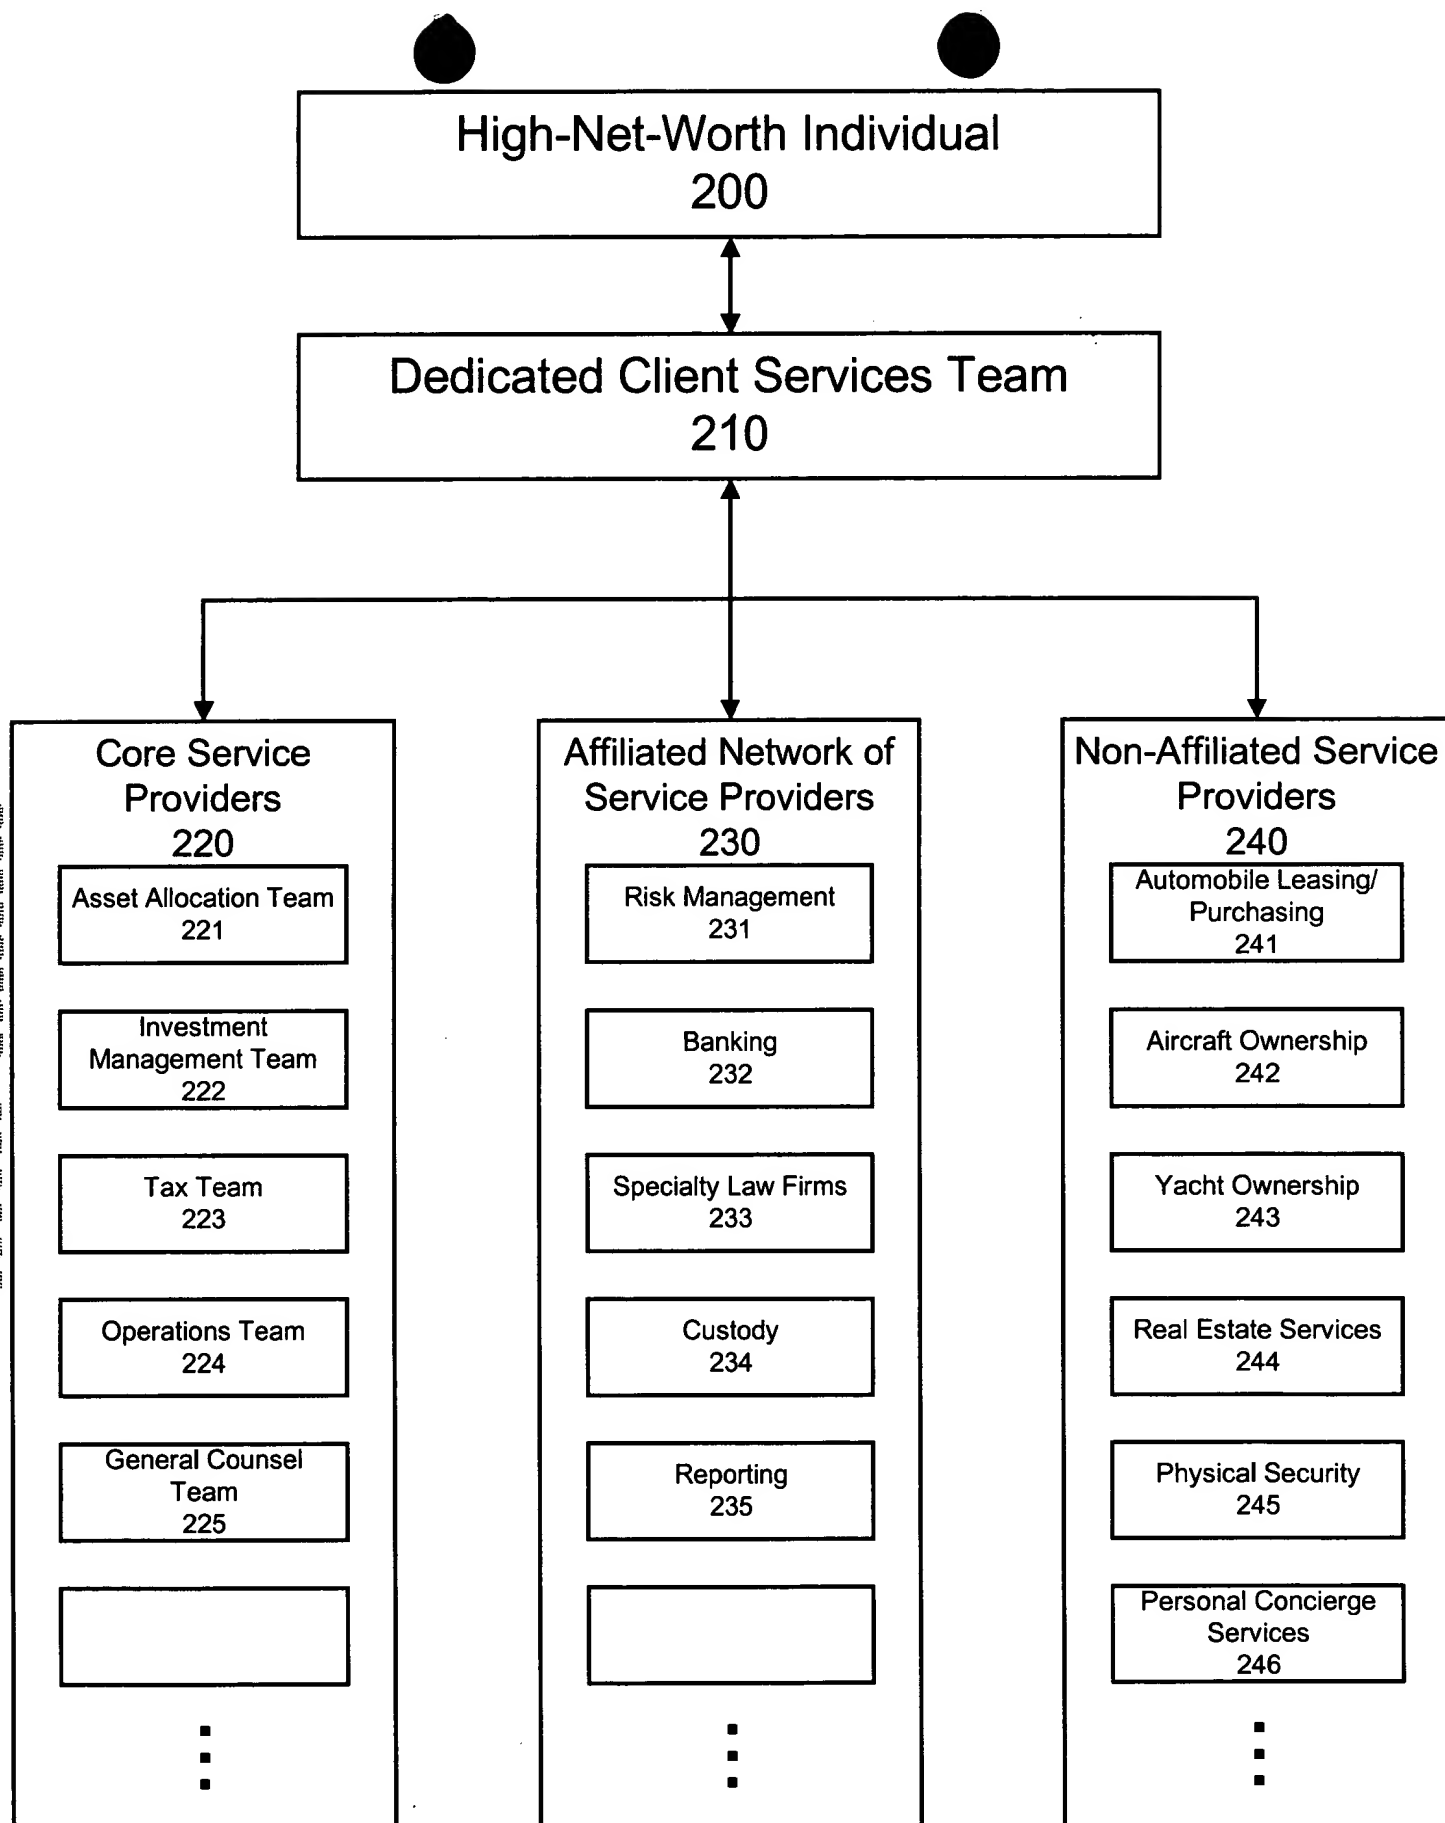 High-Net-Worth Individual
200
Dedicated Client Services Team
210
Core Service
Providers
220
Asset Allocation Team
221
Investment
Management Team
222
Tax Team
223
Operations Team
224
General Counsel
Team
225
Affiliated Network of
Service Providers
230
Risk Management
231
Banking
232
Specialty Law Firms
233
Custody
234
Reporting
235
Non-Affiliated Service
Providers
240
Automobile Leasing/
Purchasing
241
Aircraft Ownership
242
Yacht Ownership
243
Real Estate Services
244
Physical Security
245
Personal Concierge
Services
246